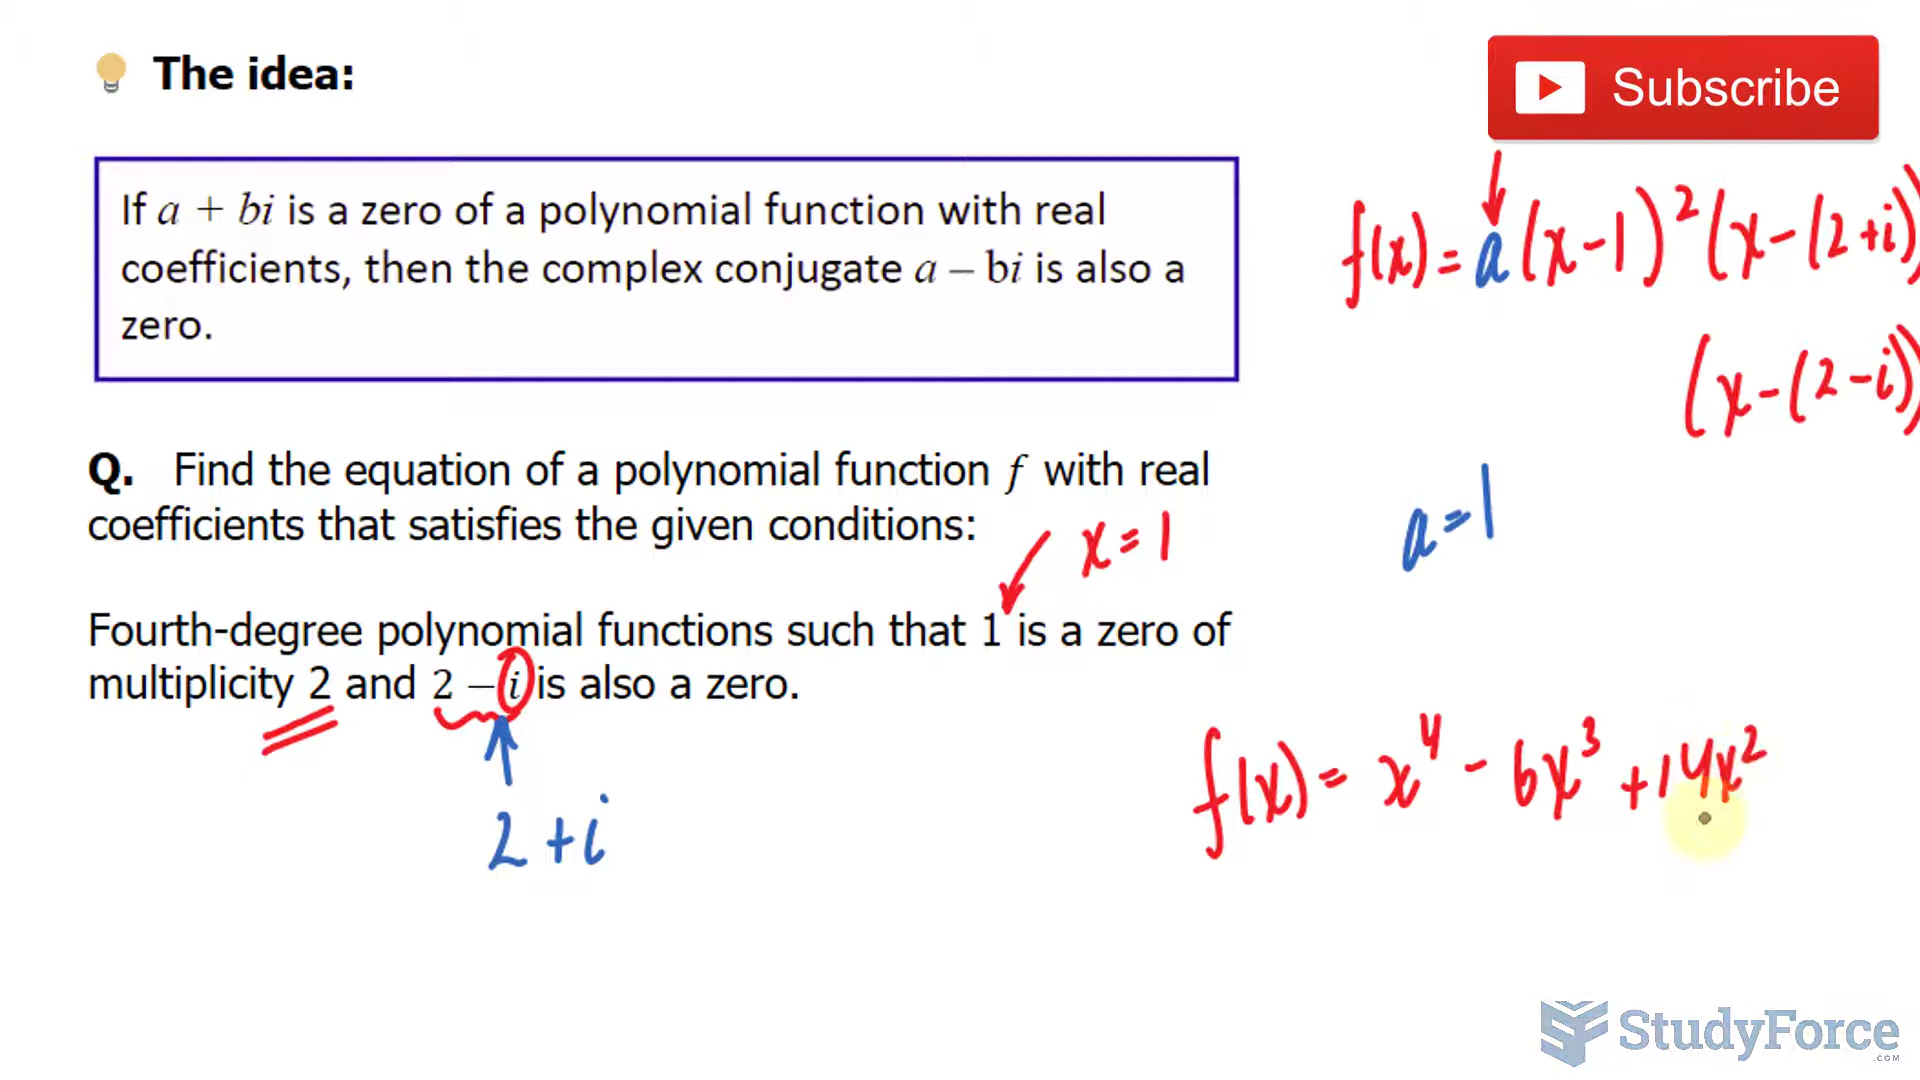 The idea:
Subscribe
If a + bi is a zero of a polynomial function with real
coefficients, then the complex conjugate a – bi is also a
zero.
f(x) = a (x-1)² (x-(2+i))
(x-(2-i))
a=1
Q. Find the equation of a polynomial function f with real
coefficients that satisfies the given conditions:
x=1
Fourth-degree polynomial functions such that 1 is a zero of
multiplicity 2 and 2 − i is also a zero.
2+i
f(x) = x⁴ - 6x³ +14x²
StudyForce
.COM